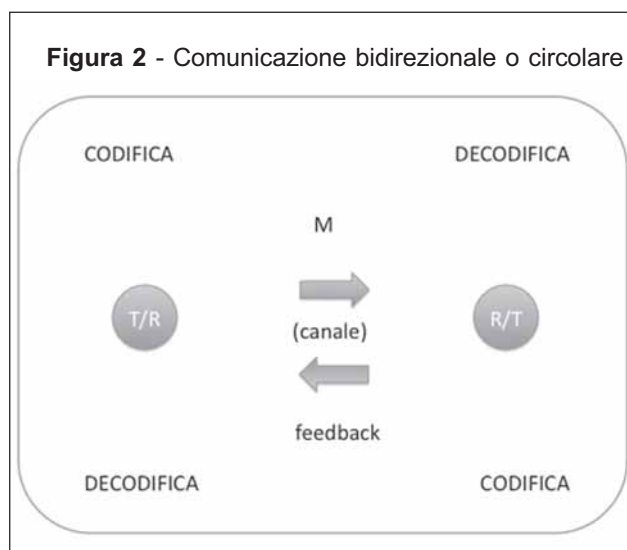 Figura 2 - Comunicazione bidirezionale o circolare
CODIFICA DECODIFICA
M
T/R R/T
(canale)
feedback
DECODIFICA CODIFICA